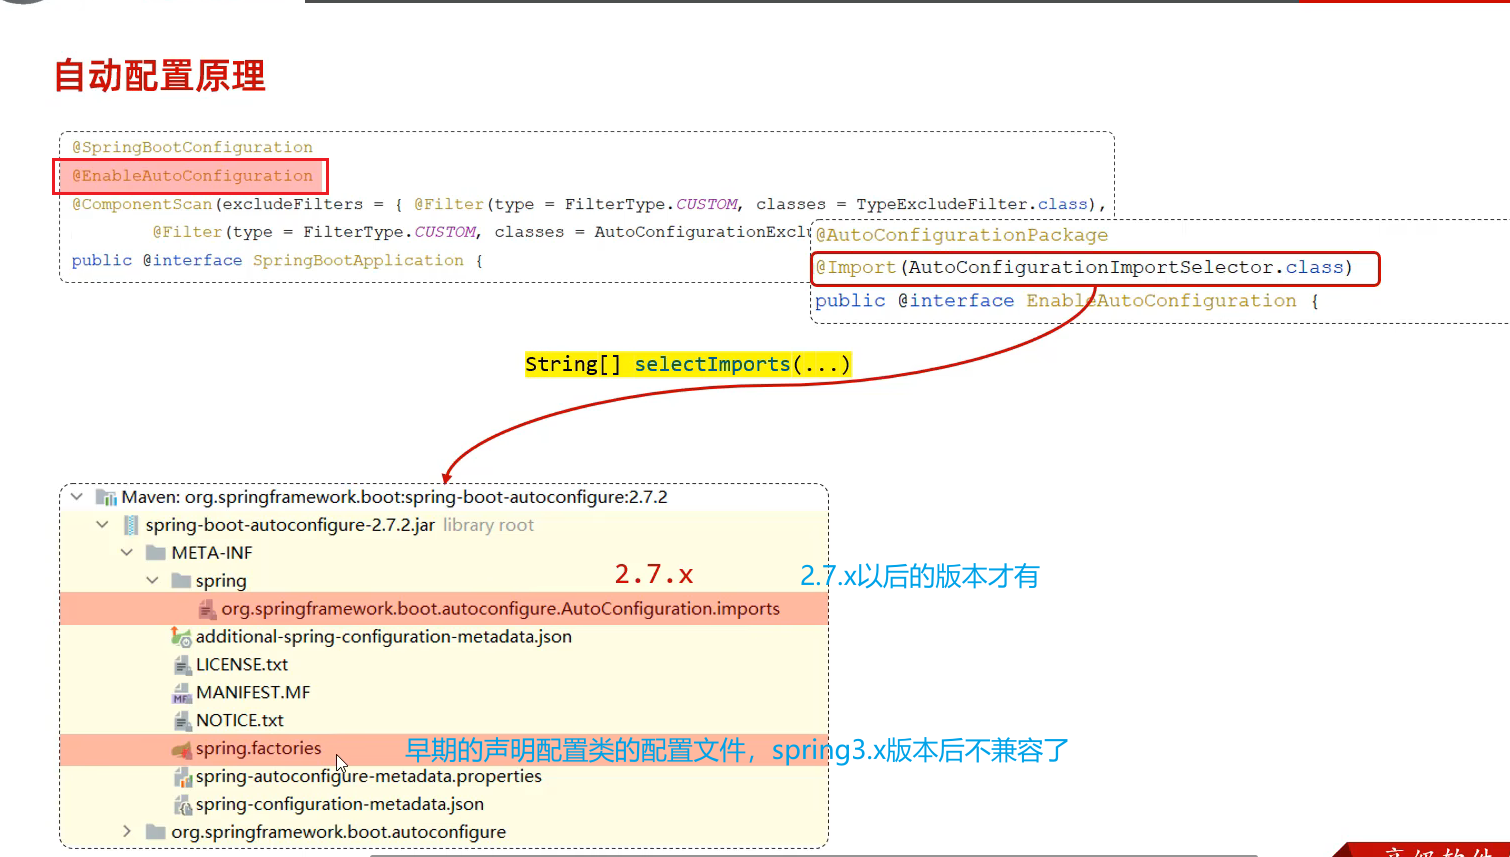 自动配置原理
@SpringBootConfiguration
@EnableAutoConfiguration
@ComponentScan(excludeFilters = { @Filter(type = FilterType.CUSTOM, classes = TypeExcludeFilter.class),
@Filter(type = FilterType.CUSTOM, classes = AutoConfigurationExclu
public @interface SpringBootApplication {
@AutoConfigurationPackage
@Import(AutoConfigurationImportSelector.class)
public @interface EnableAutoConfiguration {
String[] selectImports(...)
Maven: org.springframework.boot:spring-boot-autoconfigure:2.7.2
spring-boot-autoconfigure-2.7.2.jar library root
META-INF
spring
2.7.x 2.7.x以后的版本才有
org.springframework.boot.autoconfigure.AutoConfiguration.imports
additional-spring-configuration-metadata.json
LICENSE.txt
MANIFEST.MF
NOTICE.txt
spring.factories 早期的声明配置类的配置文件，spring3.x版本后不兼容了
spring-autoconfigure-metadata.properties
spring-configuration-metadata.json
org.springframework.boot.autoconfigure